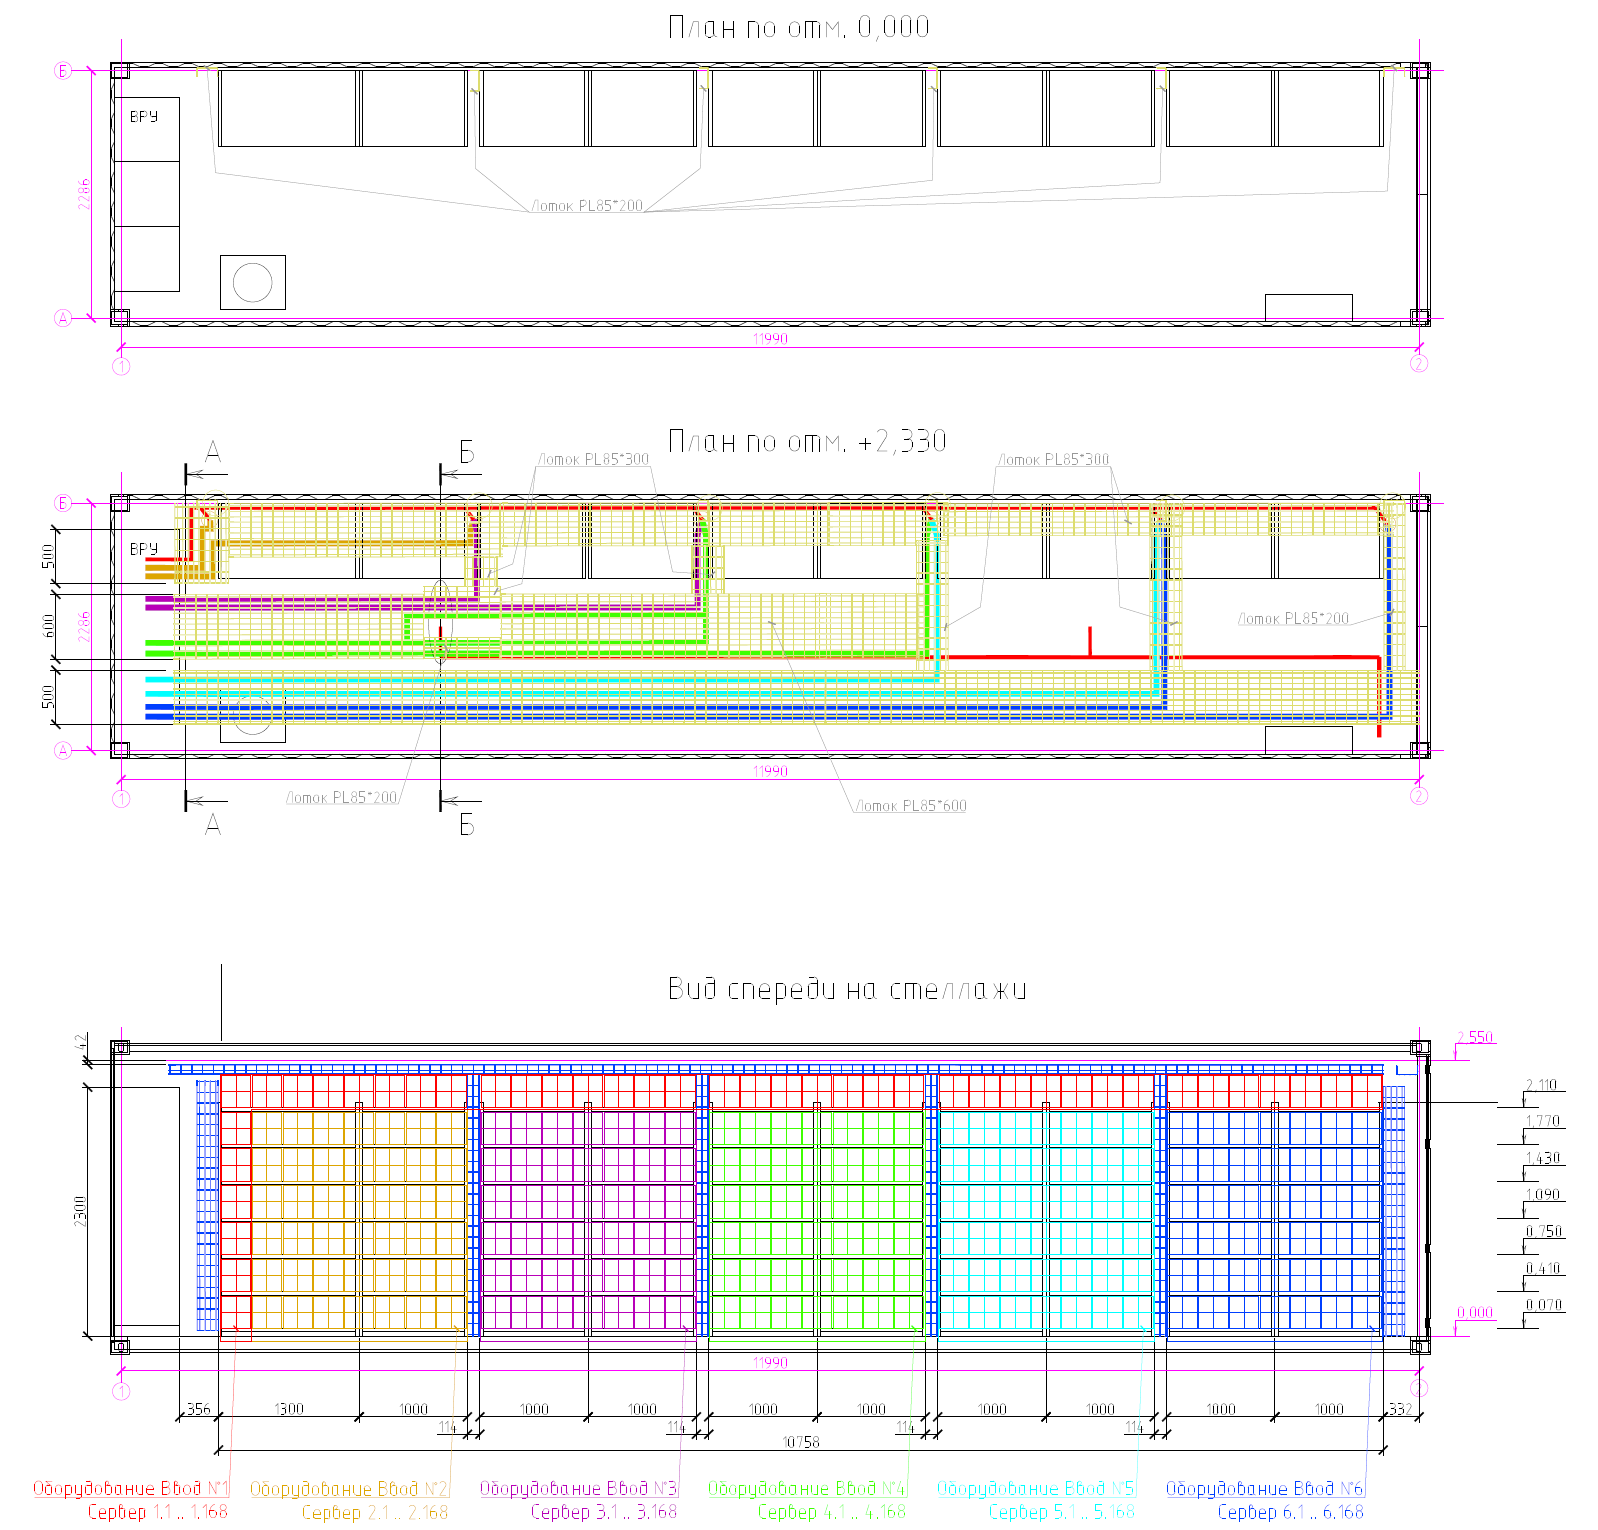 План по отм. 0,000
Б
ВРУ
2286
Лоток PL85*200
А
11990
1
2
План по отм. +2,330
А
Б
Лоток PL85*300
Лоток PL85*300
Б
ВРУ
500
600
2286
Лоток PL85*200
500
А
11990
1
2
Лоток PL85*200
Лоток PL85*600
А
Б
Вид спереди на стеллажи
42
2,550
2,110
1,770
1,430
1,090
2300
0,750
0,410
0,070
0,000
11990
1
2
356
1300
1000
1000
1000
1000
1000
1000
1000
1000
1000
332
114
114
114
114
10758
Оборудование Ввод №1
Сервер 1.1 .. 1.168
Оборудование Ввод №2
Сервер 2.1 .. 2.168
Оборудование Ввод №3
Сервер 3.1 .. 3.168
Оборудование Ввод №4
Сервер 4.1 .. 4.168
Оборудование Ввод №5
Сервер 5.1 .. 5.168
Оборудование Ввод №6
Сервер 6.1 .. 6.168